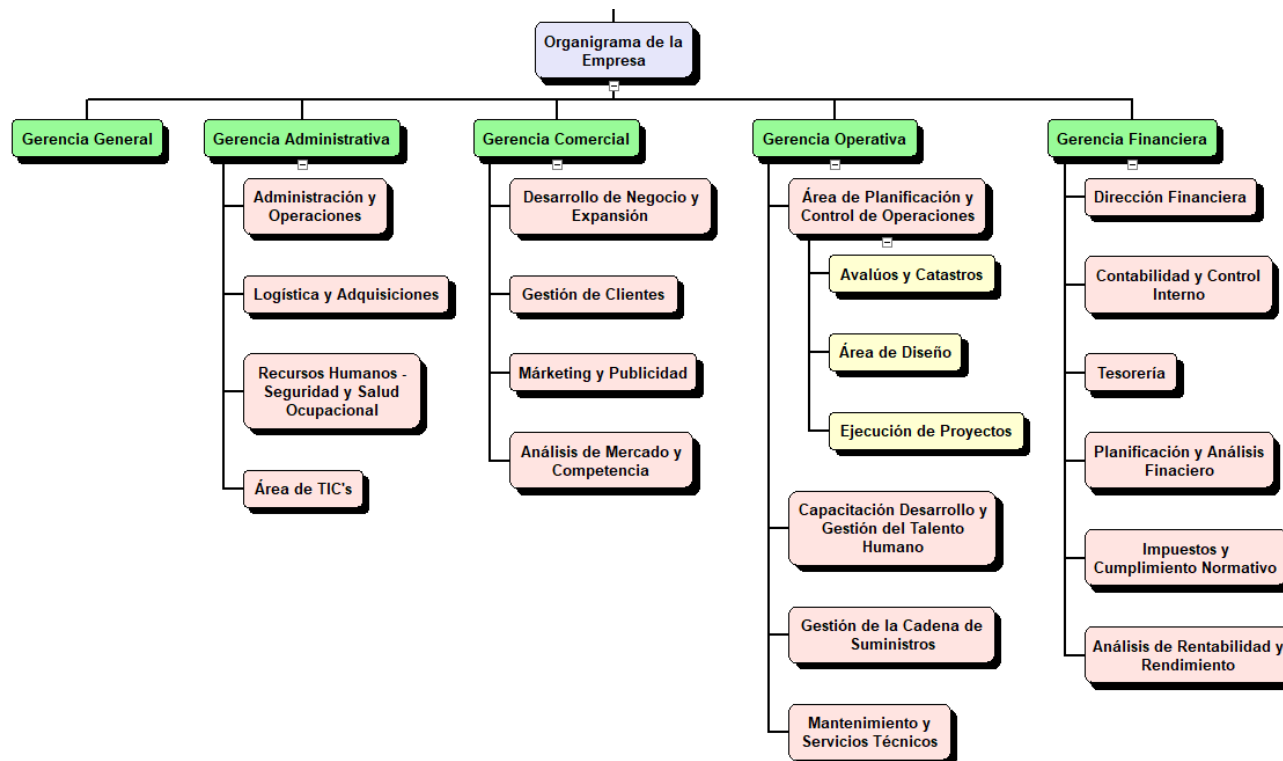 Organigrama de la
Empresa
Gerencia General
Gerencia Administrativa
Gerencia Comercial
Gerencia Operativa
Gerencia Financiera
Administración y
Operaciones
Logística y Adquisiciones
Recursos Humanos -
Seguridad y Salud
Ocupacional
Área de TIC's
Desarrollo de Negocio y
Expansión
Gestión de Clientes
Márketing y Publicidad
Análisis de Mercado y
Competencia
Área de Planificación y
Control de Operaciones
Avalúos y Catastros
Área de Diseño
Ejecución de Proyectos
Capacitación Desarrollo y
Gestión del Talento
Humano
Gestión de la Cadena de
Suministros
Mantenimiento y
Servicios Técnicos
Dirección Financiera
Contabilidad y Control
Interno
Tesorería
Planificación y Análisis
Finaciero
Impuestos y
Cumplimiento Normativo
Análisis de Rentabilidad y
Rendimiento